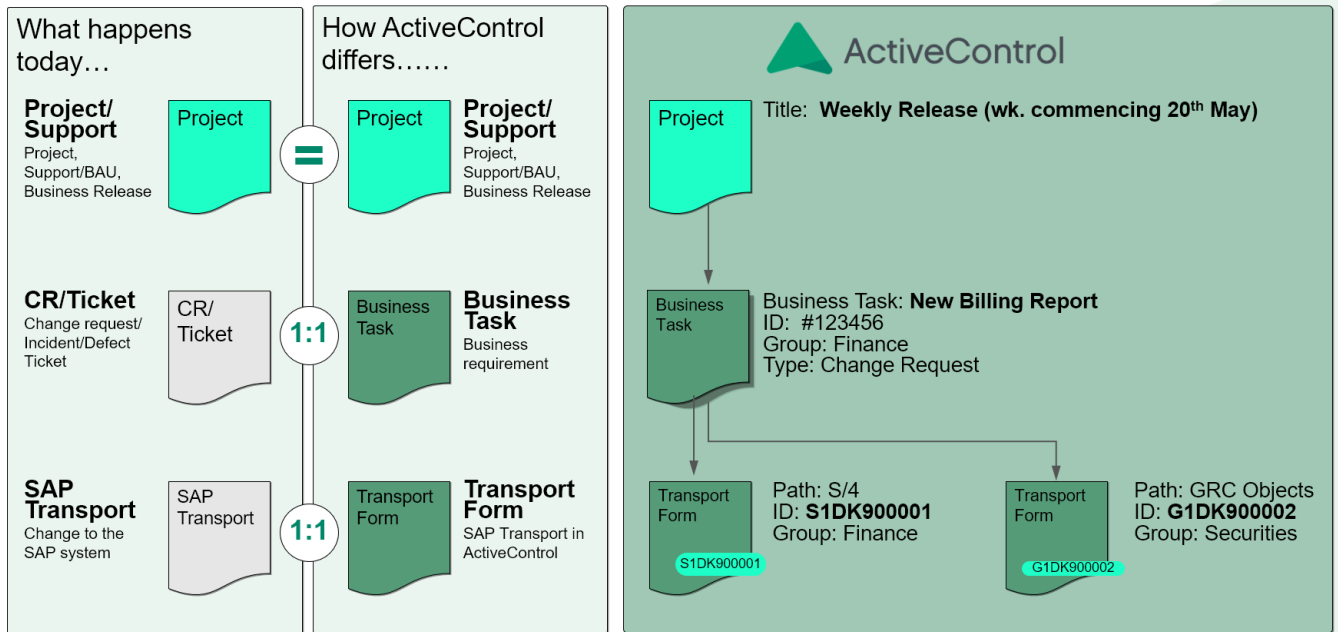 What happens
today…
Project/
Support
Project,
Support/BAU,
Business Release
Project
CR/Ticket
Change request/
Incident/Defect
Ticket
CR/
Ticket
SAP
Transport
Change to the
SAP system
SAP
Transport
=
1:1
1:1
How ActiveControl
differs……
Project
Project/
Support
Project,
Support/BAU,
Business Release
Business
Task
Business
Task
Business
requirement
Transport
Form
Transport
Form
SAP Transport in
ActiveControl
ActiveControl
Project
Title: Weekly Release (wk. commencing 20th May)
Business
Task
Business Task: New Billing Report
ID: #123456
Group: Finance
Type: Change Request
Transport
Form
S1DK900001
Path: S/4
ID: S1DK900001
Group: Finance
Transport
Form
G1DK900002
Path: GRC Objects
ID: G1DK900002
Group: Securities